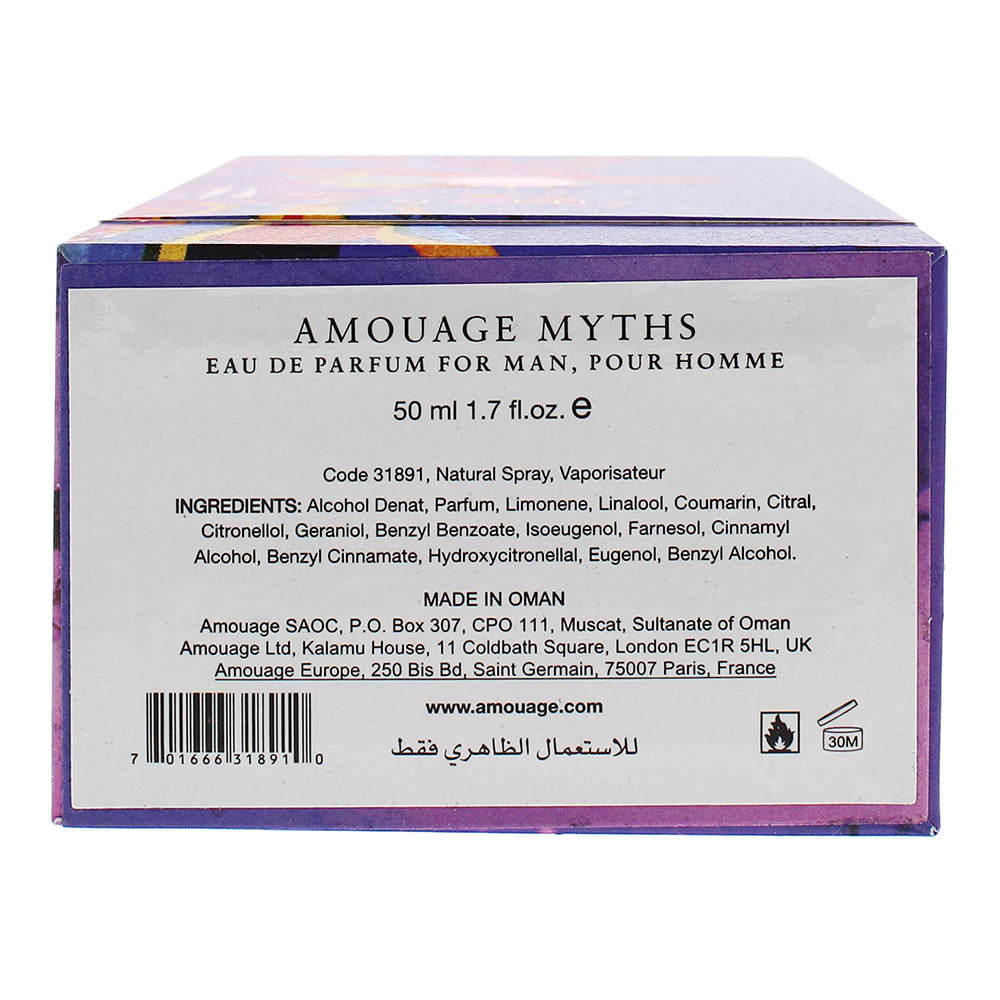 AMOUAGE MYTHS
EAU DE PARFUM FOR MAN, POUR HOMME
50 ml 1.7 fl.oz. e
Code 31891, Natural Spray, Vaporisateur
INGREDIENTS: Alcohol Denat, Parfum, Limonene, Linalool, Coumarin, Citral,
Citronellol, Geraniol, Benzyl Benzoate, Isoeugenol, Farnesol, Cinnamyl
Alcohol, Benzyl Cinnamate, Hydroxycitronellal, Eugenol, Benzyl Alcohol.
MADE IN OMAN
Amouage SAOC, P.O. Box 307, CPO 111, Muscat, Sultanate of Oman
Amouage Ltd, Kalamu House, 11 Coldbath Square, London EC1R 5HL, UK
Amouage Europe, 250 Bis Bd, Saint Germain, 75007 Paris, France
www.amouage.com
للاستعمال الظاهري فقط
7 01666 31891 0
30M